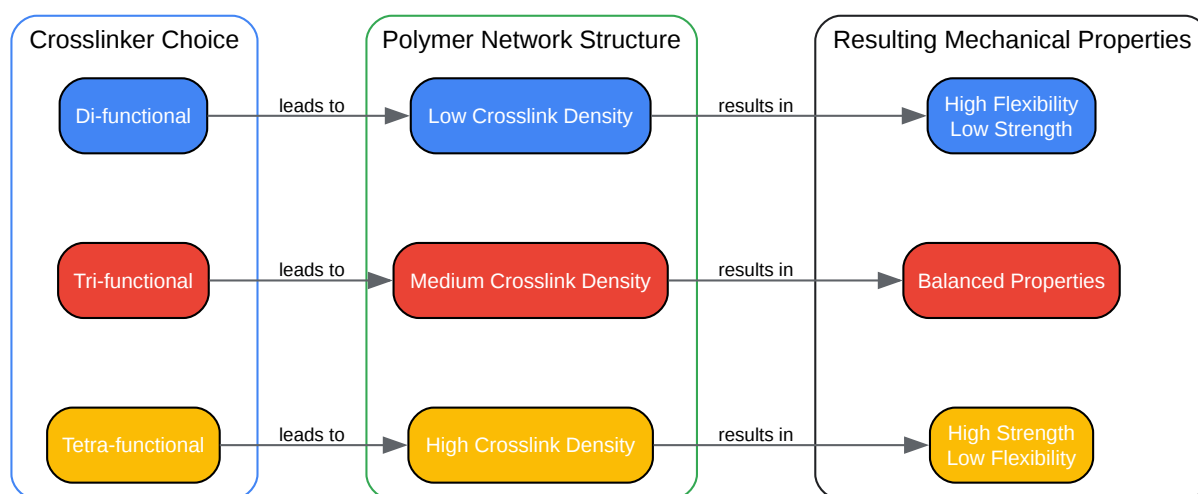 Crosslinker Choice
Polymer Network Structure
Resulting Mechanical Properties
Di-functional
leads to
Low Crosslink Density
results in
High Flexibility
Low Strength
Tri-functional
leads to
Medium Crosslink Density
results in
Balanced Properties
Tetra-functional
leads to
High Crosslink Density
results in
High Strength
Low Flexibility